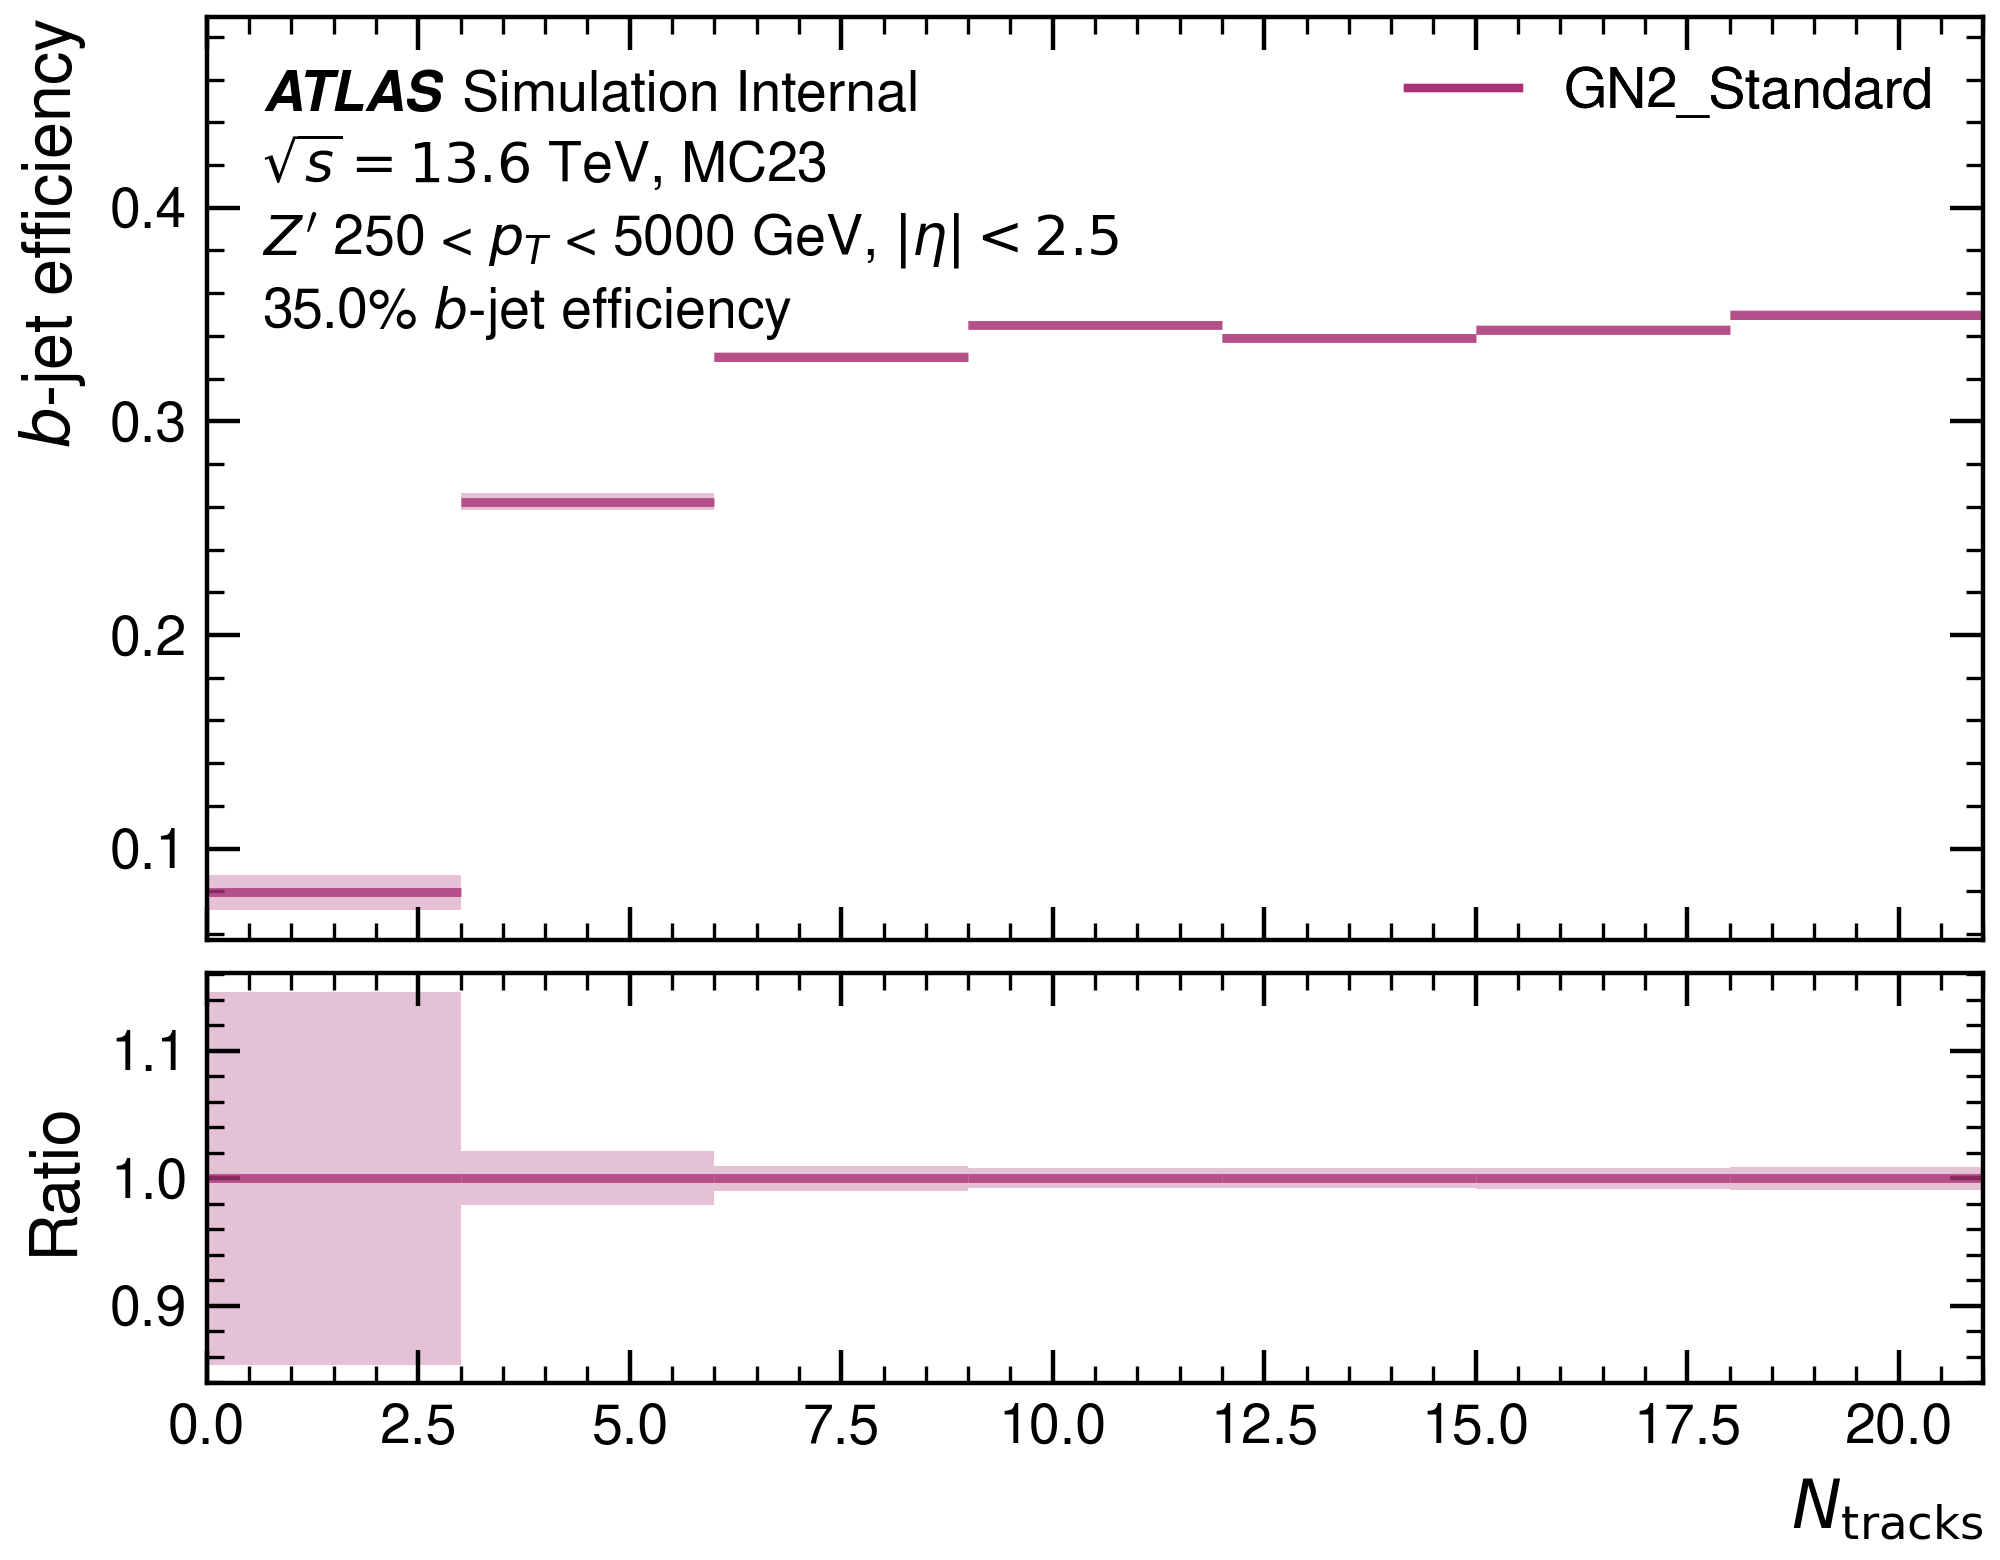 ATLAS Simulation Internal
√s = 13.6 TeV, MC23
Z′ 250 < p_T < 5000 GeV, |η| < 2.5
35.0% b-jet efficiency
GN2_Standard
b-jet efficiency
0.4
0.3
0.2
0.1
Ratio
1.1
1.0
0.9
0.0 2.5 5.0 7.5 10.0 12.5 15.0 17.5 20.0
N_tracks